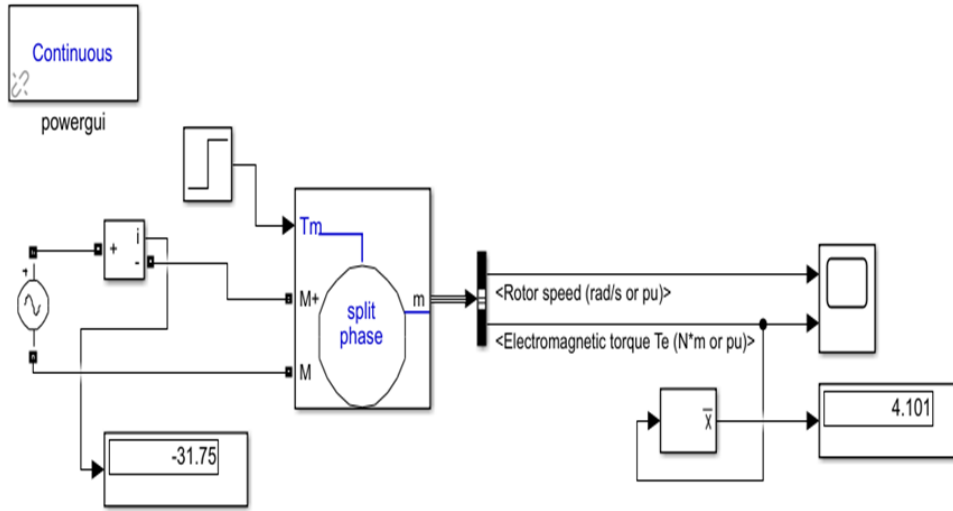 Continuous
powergui
Tm
+
i
-
+
M+
m
split
phase
M
<Rotor speed (rad/s or pu)>
<Electromagnetic torque Te (N*m or pu)>
x̅
4.101
-31.75